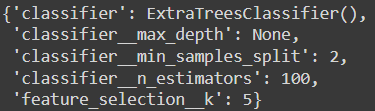 {'classifier': ExtraTreesClassifier(),
'classifier__max_depth': None,
'classifier__min_samples_split': 2,
'classifier__n_estimators': 100,
'feature_selection__k': 5}